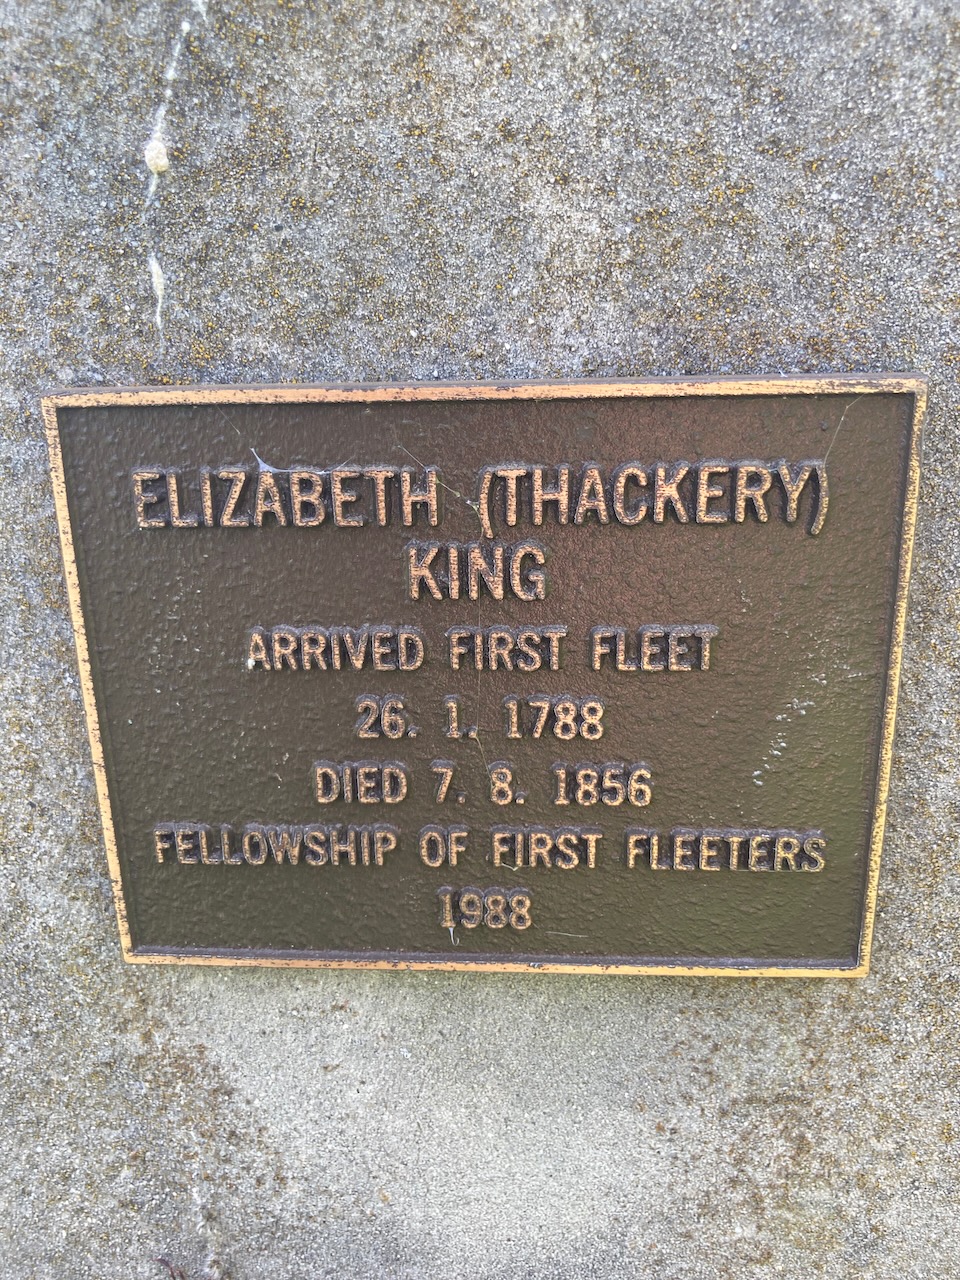 ELIZABETH (THACKERY)
KING
ARRIVED FIRST FLEET
26. 1. 1788
DIED 7. 8. 1856
FELLOWSHIP OF FIRST FLEETERS
1988